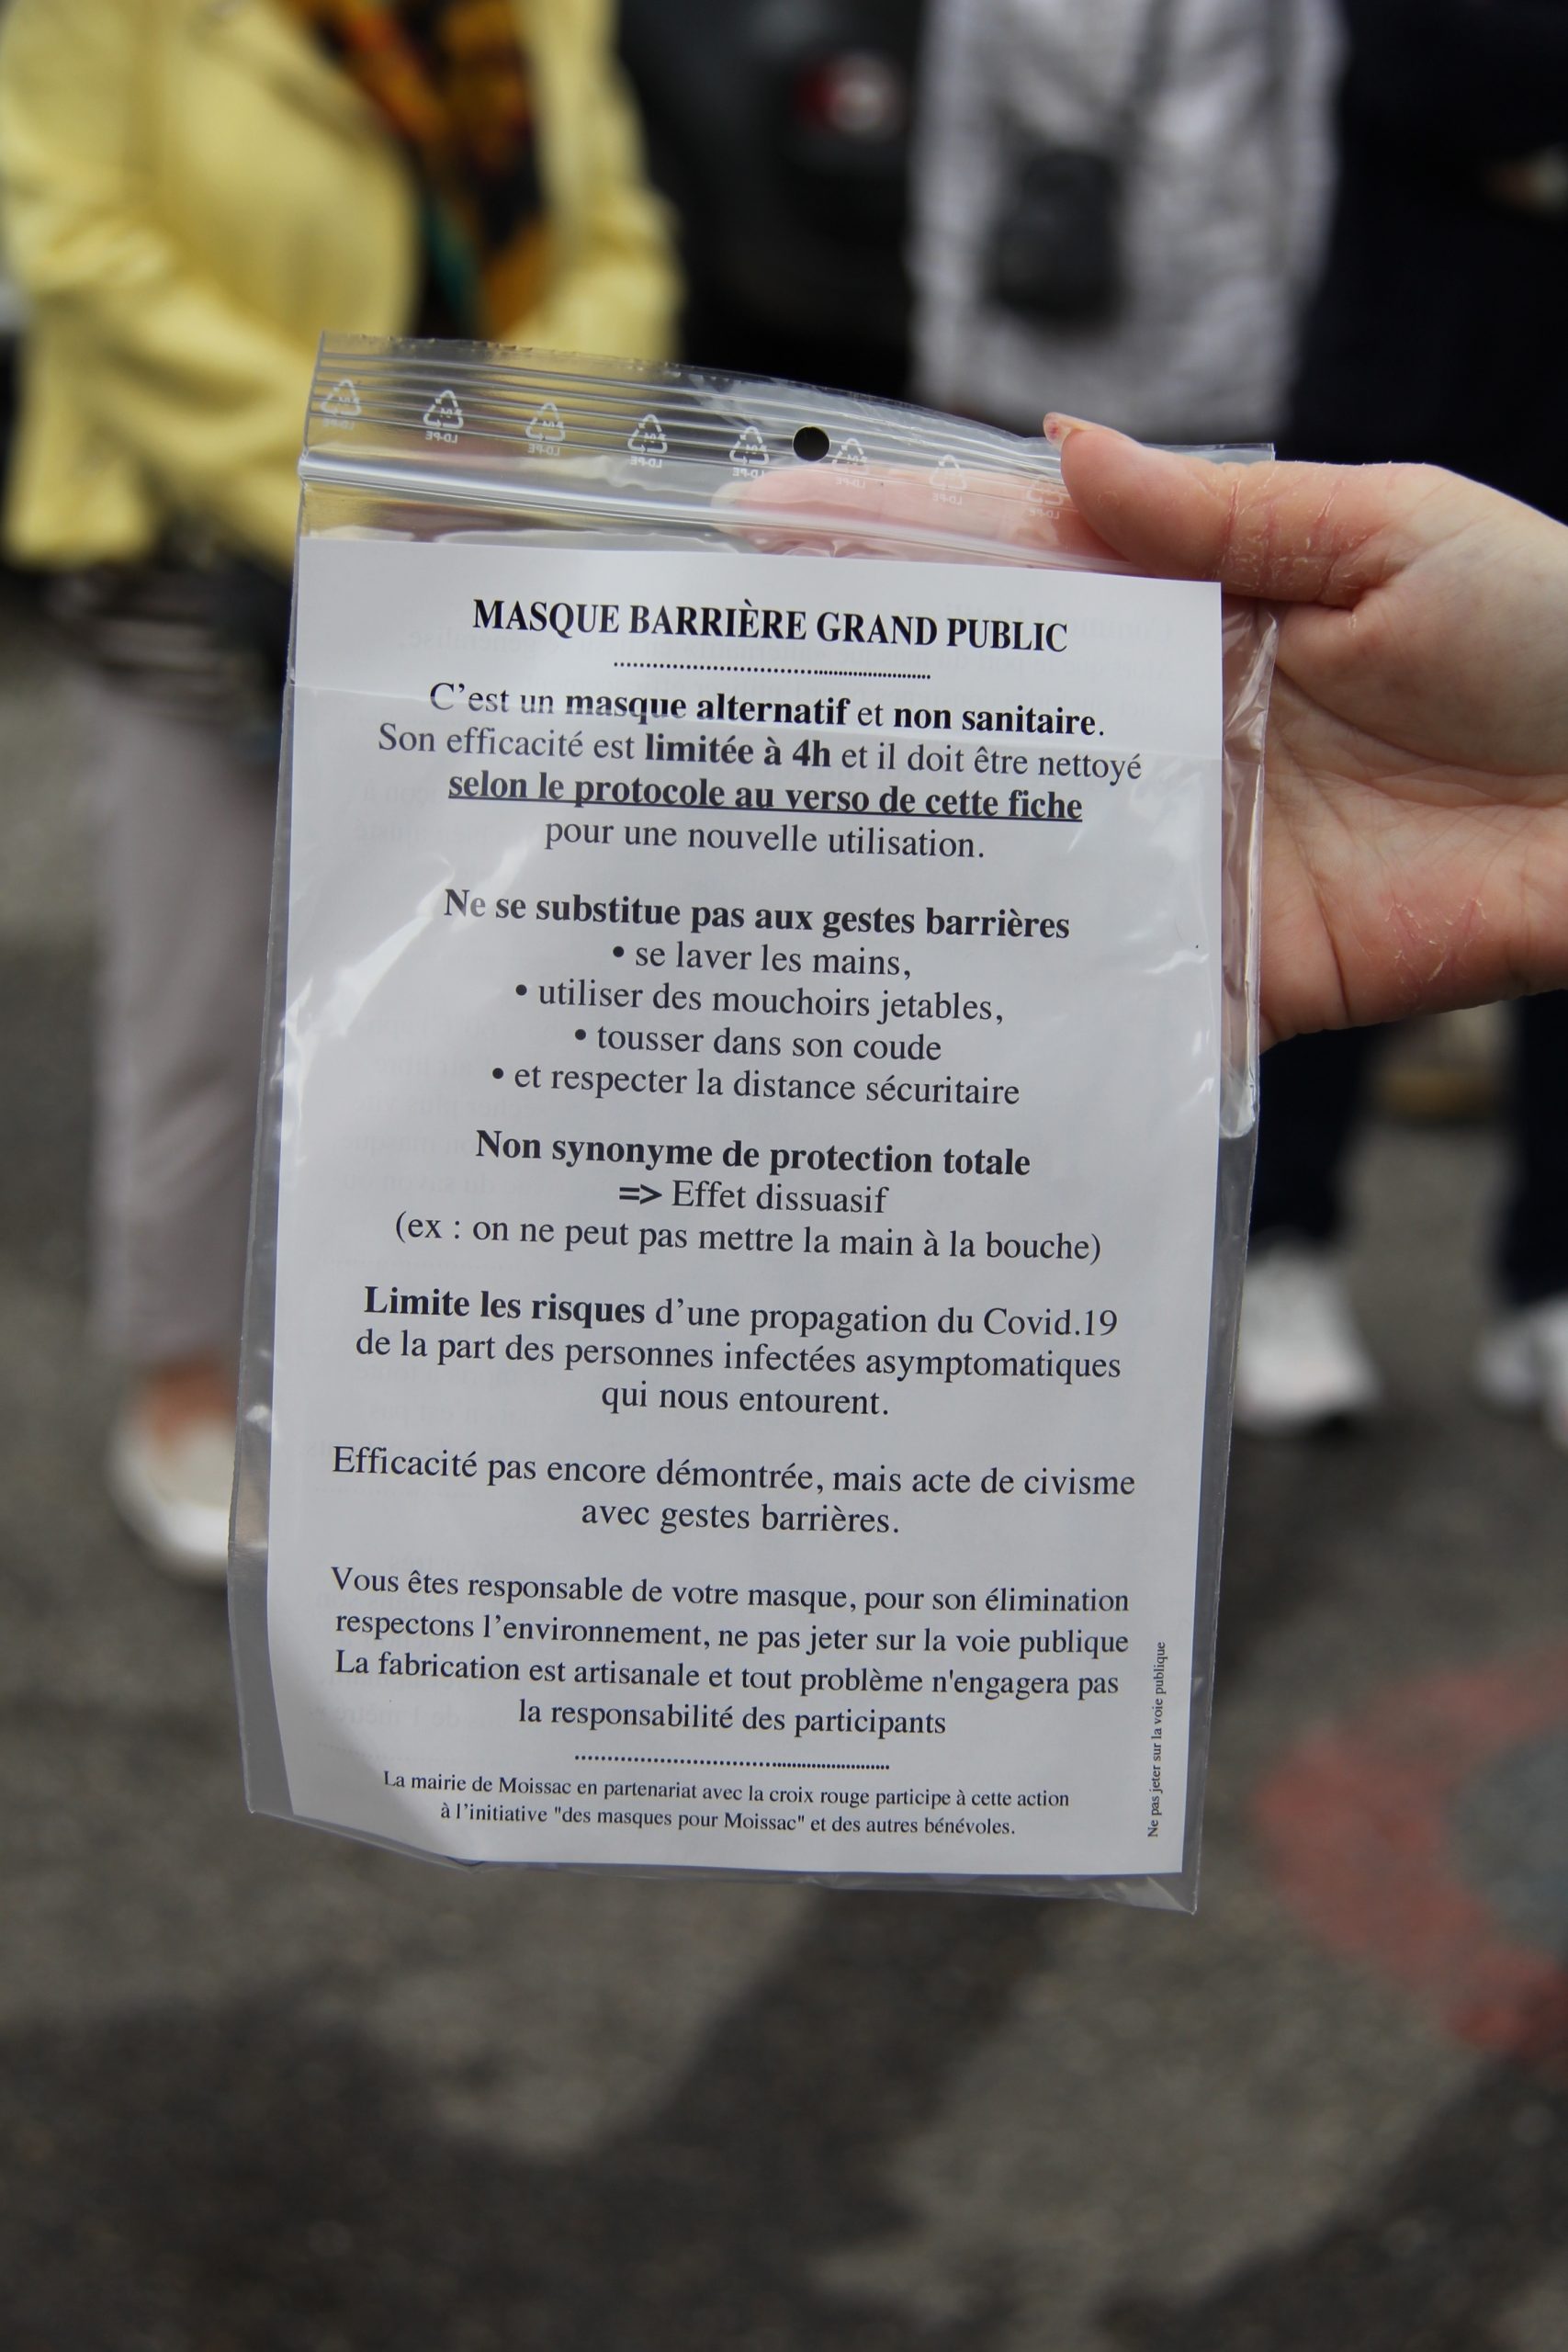 MASQUE BARRIÈRE GRAND PUBLIC
C’est un masque alternatif et non sanitaire.
Son efficacité est limitée à 4h et il doit être nettoyé
selon le protocole au verso de cette fiche
pour une nouvelle utilisation.
Ne se substitue pas aux gestes barrières
• se laver les mains,
• utiliser des mouchoirs jetables,
• tousser dans son coude
• et respecter la distance sécuritaire
Non synonyme de protection totale
=> Effet dissuasif
(ex : on ne peut pas mettre la main à la bouche)
Limite les risques d’une propagation du Covid.19
de la part des personnes infectées asymptomatiques
qui nous entourent.
Efficacité pas encore démontrée, mais acte de civisme
avec gestes barrières.
Vous êtes responsable de votre masque, pour son élimination
respectons l’environnement, ne pas jeter sur la voie publique
La fabrication est artisanale et tout problème n'engagera pas
la responsabilité des participants
La mairie de Moissac en partenariat avec la croix rouge participe à cette action
à l’initiative "des masques pour Moissac" et des autres bénévoles.
Ne pas jeter sur la voie publique